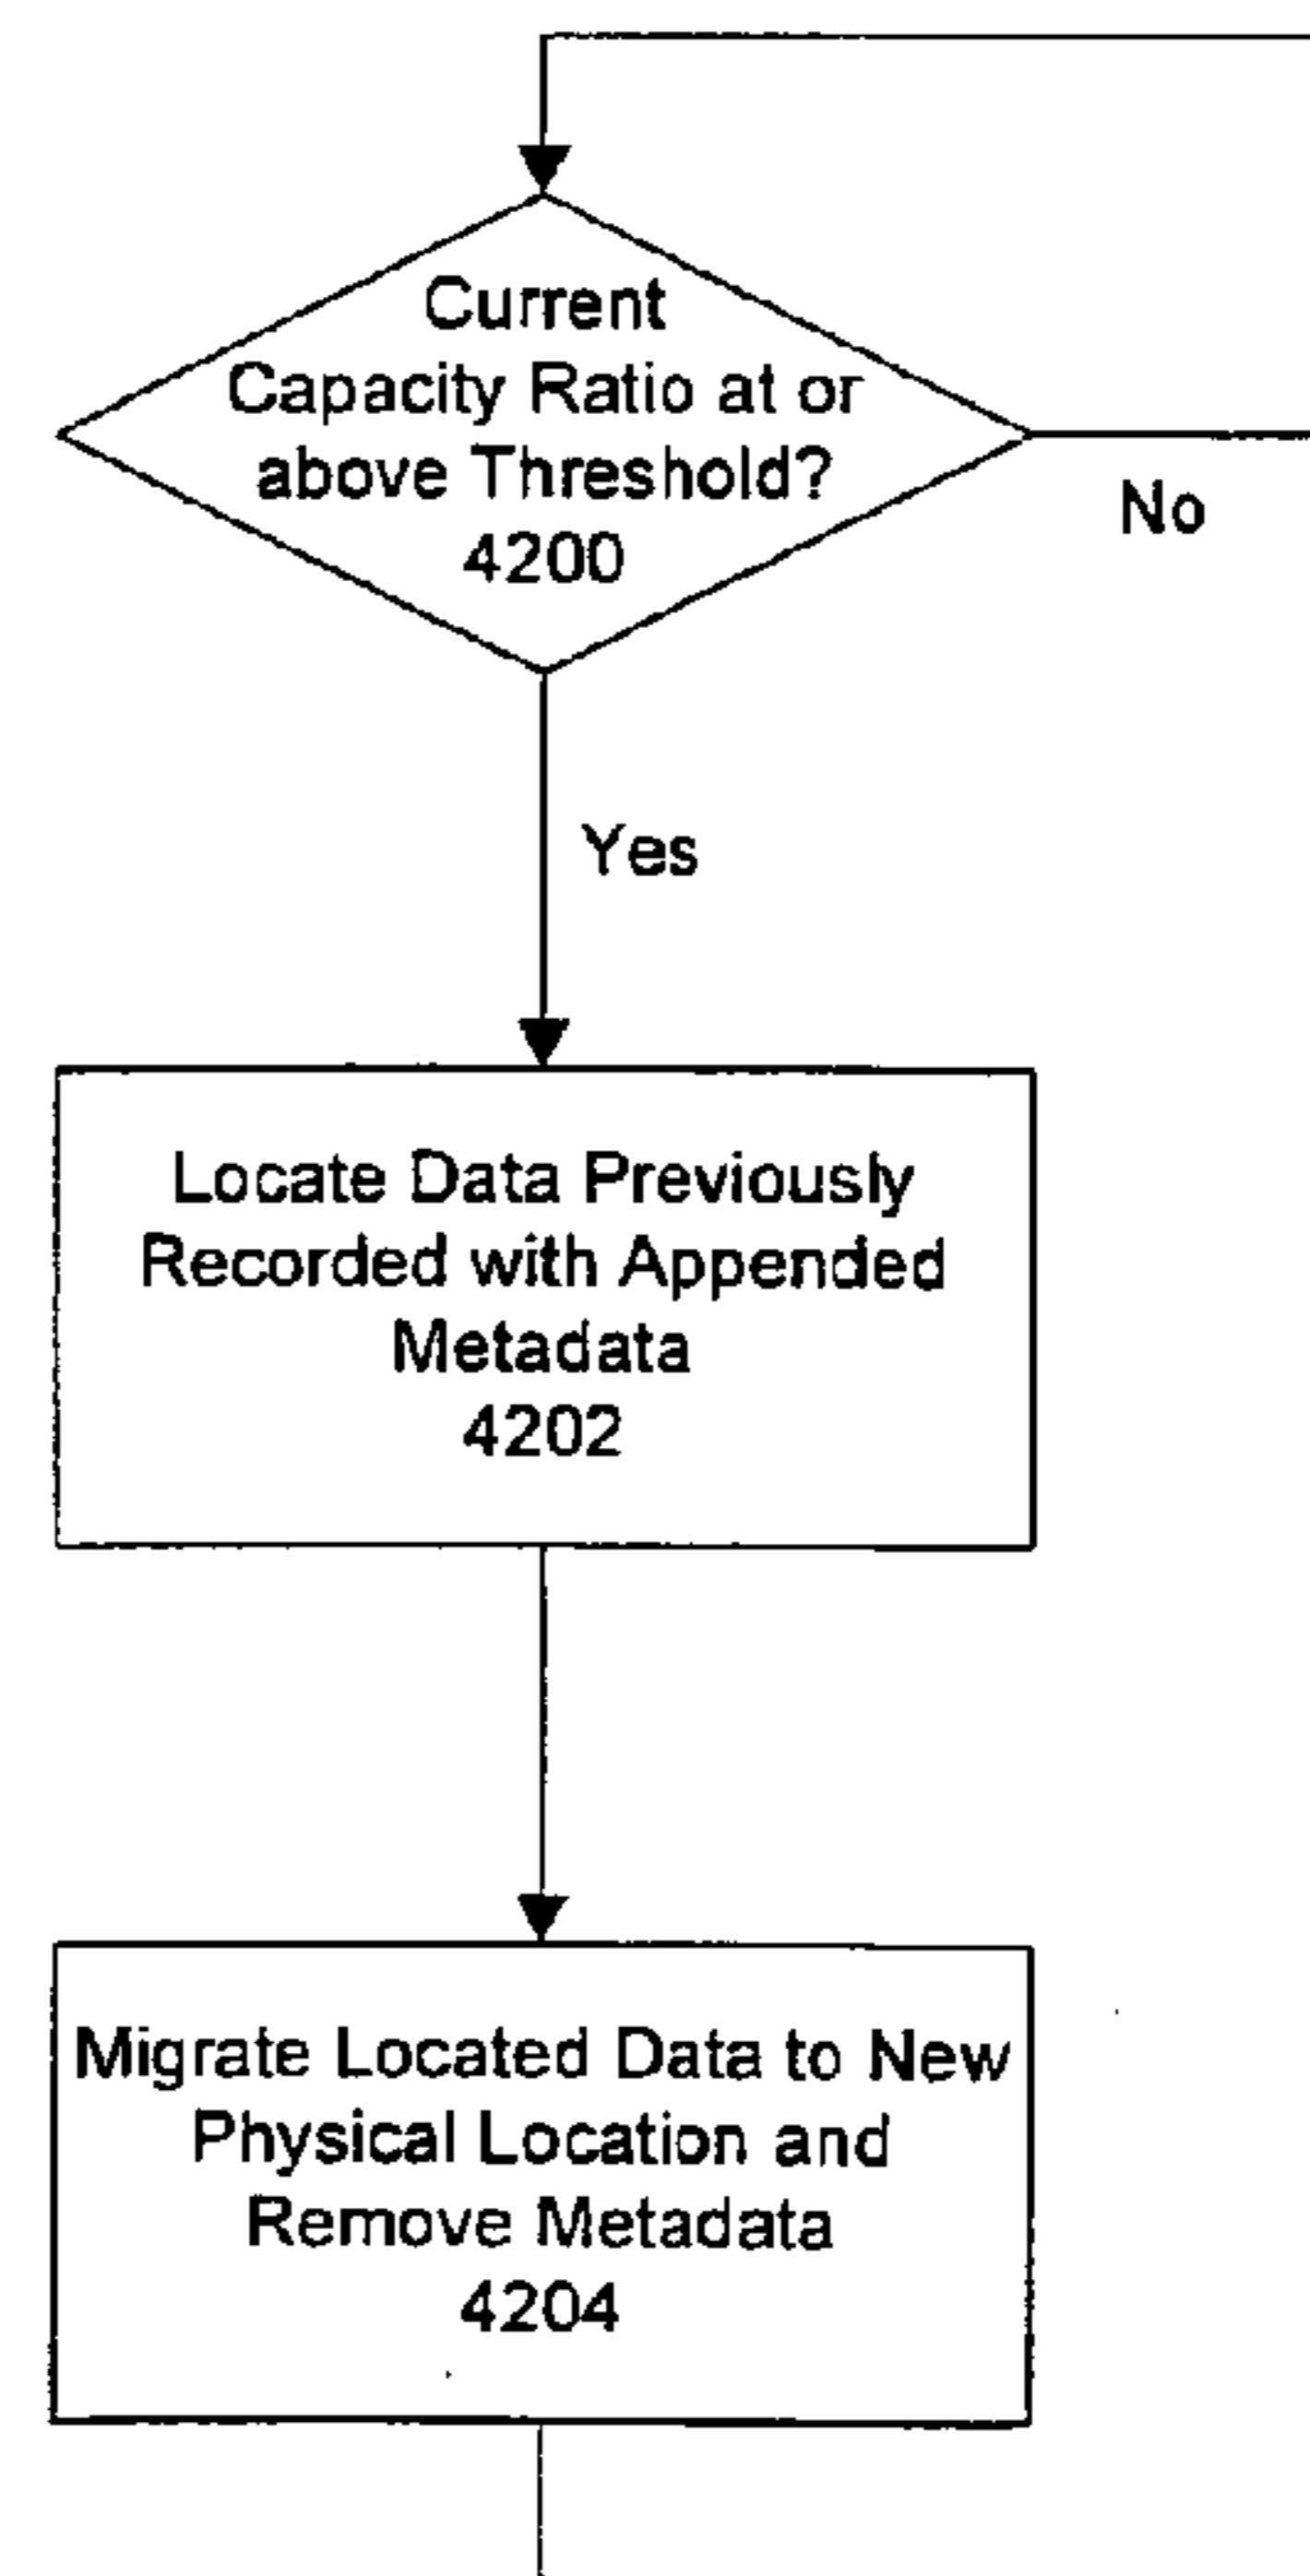 Current
Capacity Ratio at or
above Threshold?
4200
No
Yes
Locate Data Previously
Recorded with Appended
Metadata
4202
Migrate Located Data to New
Physical Location and
Remove Metadata
4204